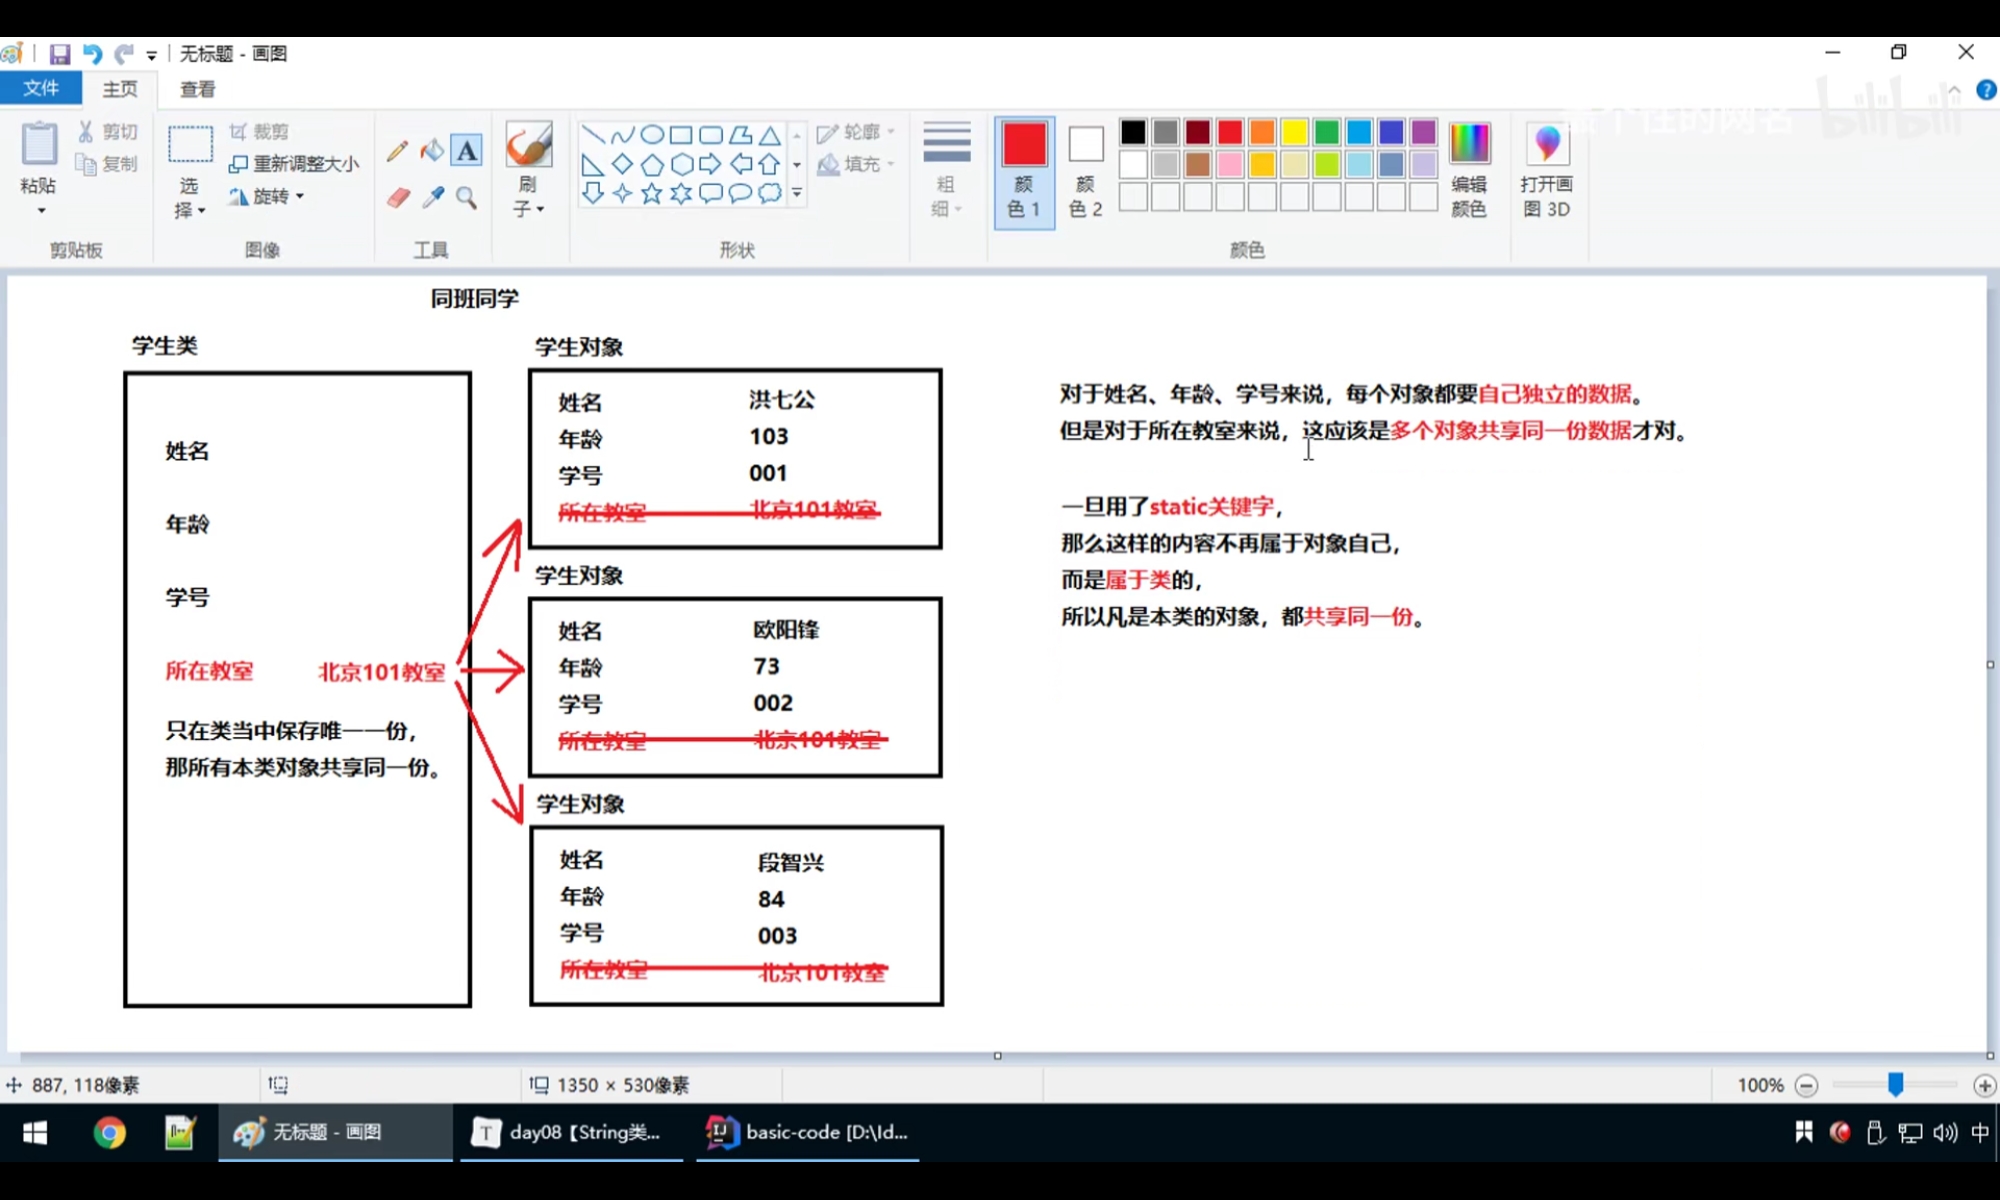 无标题 - 画图
文件
主页
查看
粘贴
剪切
复制
剪贴板
选择
裁剪
重新调整大小
旋转
图像
A
工具
刷子
形状
轮廓
填充
粗细
颜色 1
颜色 2
颜色
编辑颜色
打开画图 3D
的网名
bilibili
同班同学
学生类
姓名
年龄
学号
所在教室 北京101教室
只在类当中保存唯一一份,
那所有本类对象共享同一份。
学生对象
姓名 洪七公
年龄 103
学号 001
所在教室 北京101教室
学生对象
姓名 欧阳锋
年龄 73
学号 002
所在教室 北京101教室
学生对象
姓名 段智兴
年龄 84
学号 003
所在教室 北京101教室
对于姓名、年龄、学号来说,每个对象都要自己独立的数据。
但是对于所在教室来说,这应该是多个对象共享同一份数据才对。
一旦用了static关键字,
那么这样的内容不再属于对象自己,
而是属于类的,
所以凡是本类的对象,都共享同一份。
887, 118像素
1350 × 530像素
100%
无标题 - 画图
day08【String类...
basic-code [D:\Id...
中